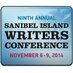 NINTH ANNUAL
SANIBEL ISLAND
WRITERS
CONFERENCE
NOVEMBER 6-9, 2014